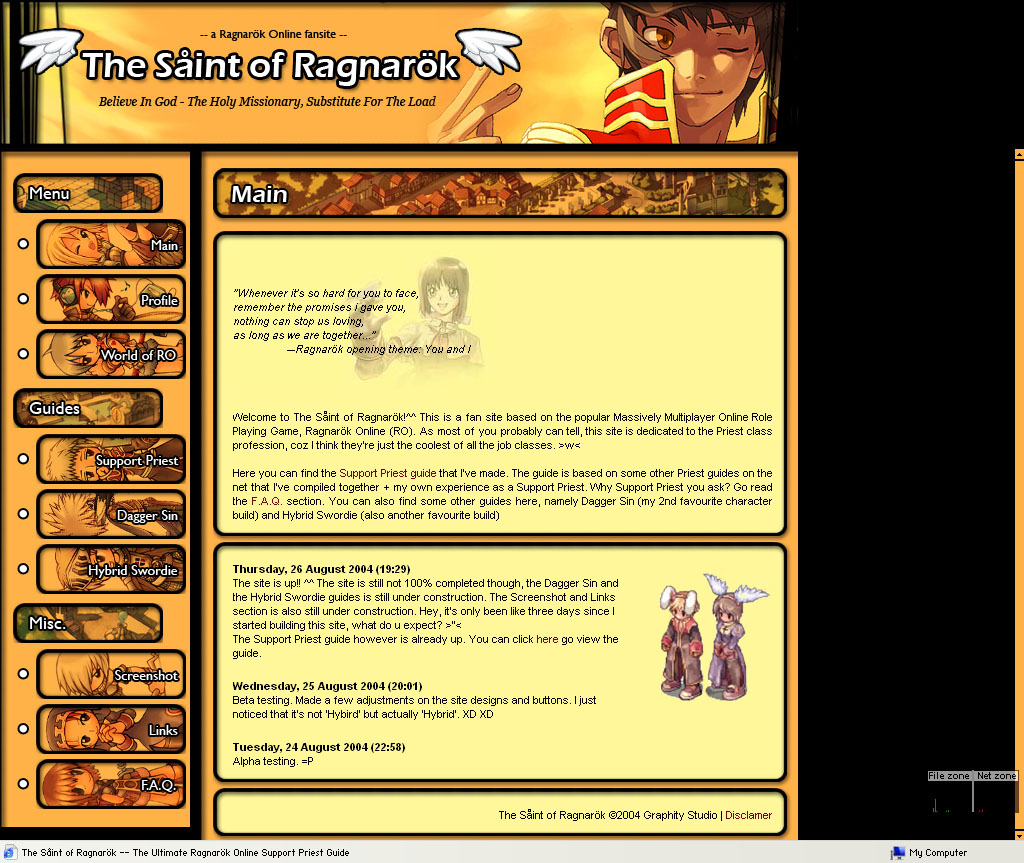 -- a Ragnarök Online fansite --
The Såint of Ragnarök
Believe In God - The Holy Missionary, Substitute For The Load
Menu
Main
Profile
World of RO
Guides
Support Priest
Dagger Sin
Hybrid Swordie
Misc.
Screenshot
Links
F.A.Q.
Main
"Whenever it's so hard for you to face,
remember the promises i gave you,
nothing can stop us loving,
as long as we are together..."
—Ragnarök opening theme: You and I
Welcome to The Såint of Ragnarök!^^ This is a fan site based on the popular Massively Multiplayer Online Role
Playing Game, Ragnarök Online (RO). As most of you probably can tell, this site is dedicated to the Priest class
profession, coz I think they're just the coolest of all the job classes. >w<
Here you can find the Support Priest guide that I've made. The guide is based on some other Priest guides on the
net that I've compiled together + my own experience as a Support Priest. Why Support Priest you ask? Go read
the F.A.Q. section. You can also find some other guides here, namely Dagger Sin (my 2nd favourite character
build) and Hybrid Swordie (also another favourite build)
Thursday, 26 August 2004 (19:29)
The site is up!! ^^ The site is still not 100% completed though, the Dagger Sin and
the Hybrid Swordie guides is still under construction. The Screenshot and Links
section is also still under construction. Hey, it's only been like three days since I
started building this site, what do u expect? >"<
The Support Priest guide however is already up. You can click here go view the
guide.
Wednesday, 25 August 2004 (20:01)
Beta testing. Made a few adjustments on the site designs and buttons. I just
noticed that it's not 'Hybird' but actually 'Hybrid'. XD XD
Tuesday, 24 August 2004 (22:58)
Alpha testing. =P
The Såint of Ragnarök ©2004 Graphity Studio | Disclamer
File zone Net zone
The Såint of Ragnarök -- The Ultimate Ragnarök Online Support Priest Guide
My Computer